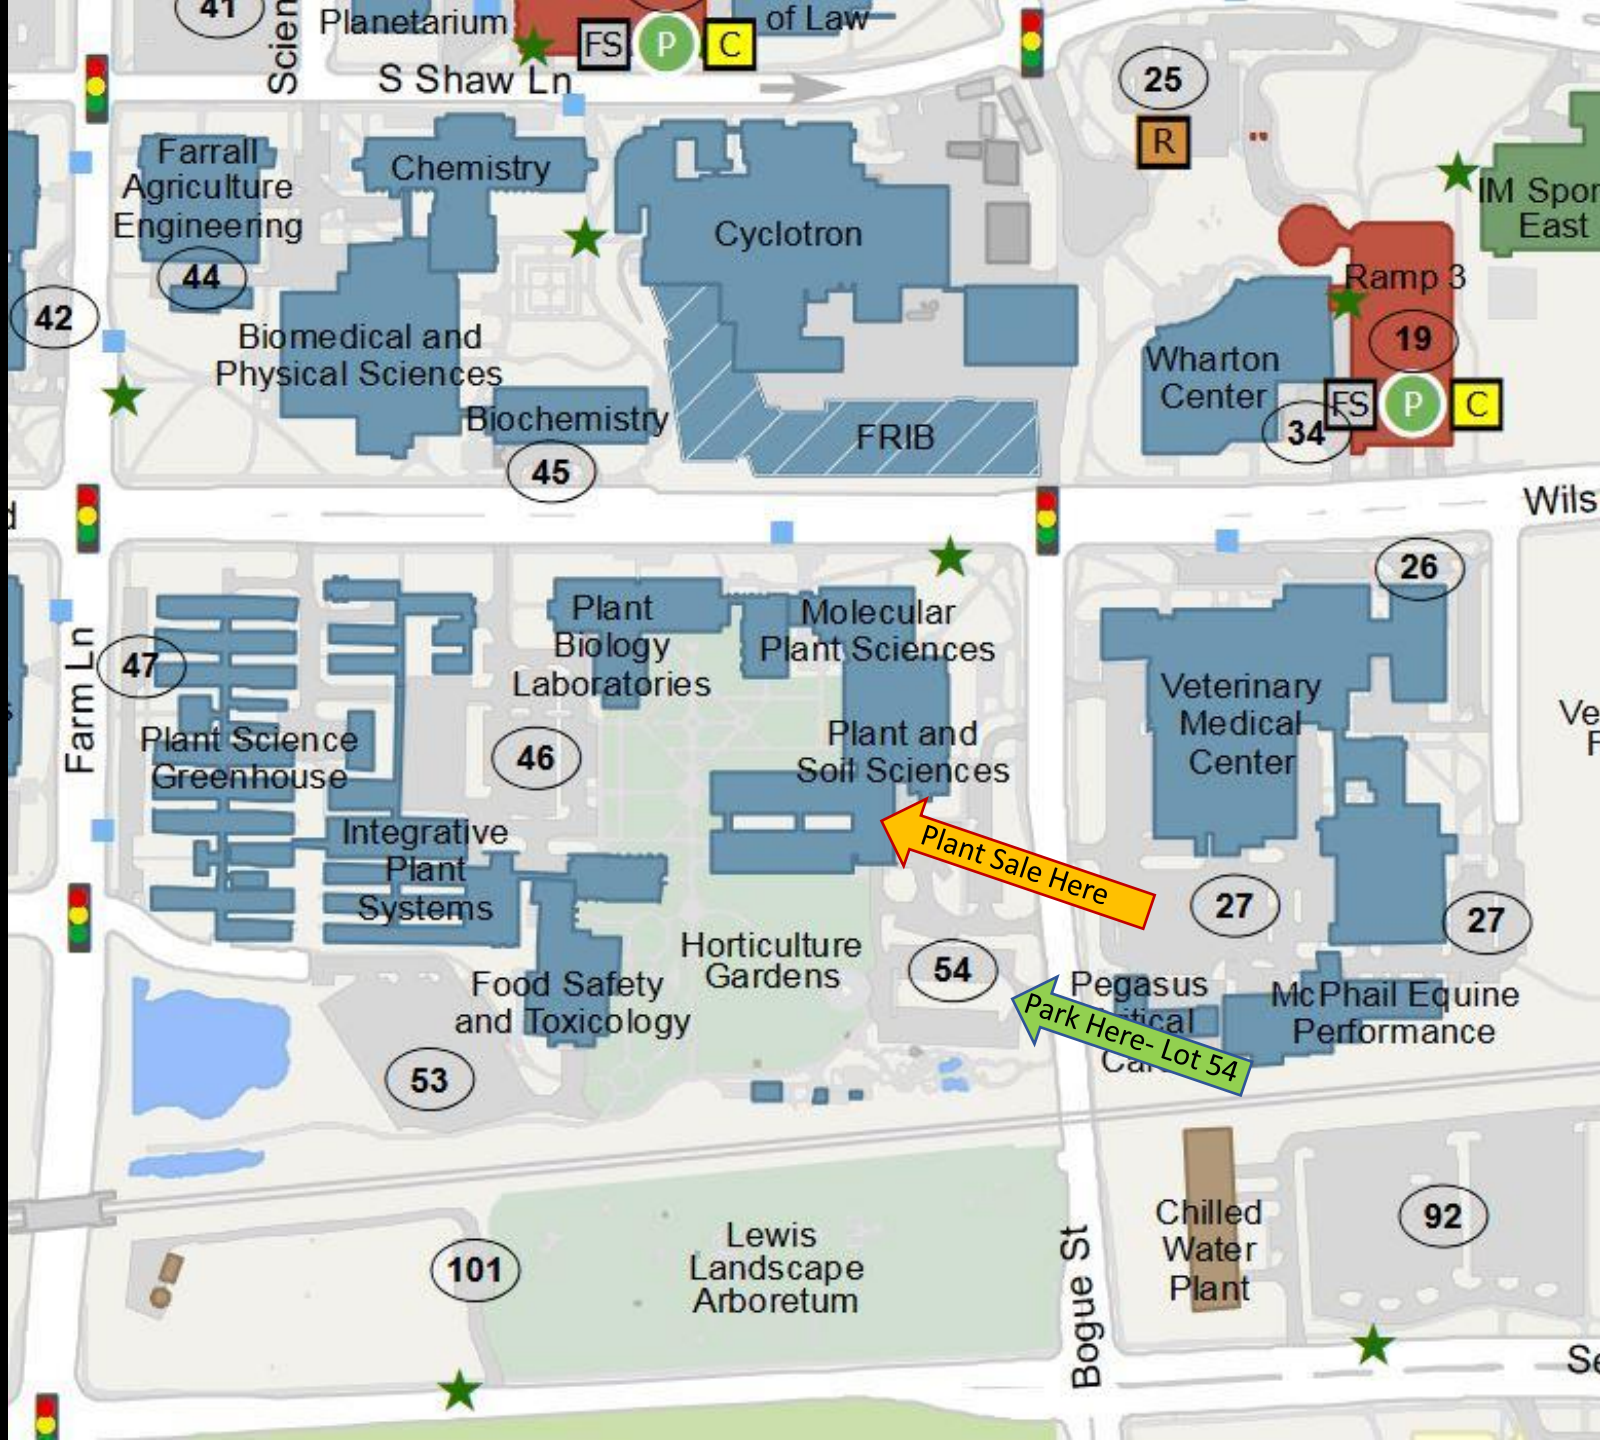 41
Scien
Planetarium
FS
P
C
of Law
S Shaw Ln
25
R
Farrall
Agriculture
Engineering
44
Chemistry
Cyclotron
IM Spor
East
42
Biomedical and
Physical Sciences
Ramp 3
19
Wharton
Center
FS
P
C
34
Biochemistry
45
FRIB
Wils
d
26
Farm Ln
47
Plant
Biology
Laboratories
Molecular
Plant Sciences
Veterinary
Medical
Center
Ve
F
s
Plant Science
Greenhouse
46
Plant and
Soil Sciences
Integrative
Plant
Systems
Plant Sale Here
27
27
Horticulture
Gardens
54
Food Safety
and Toxicology
Pegasus
itical
Ca
Park Here- Lot 54
McPhail Equine
Performance
53
101
Lewis
Landscape
Arboretum
Bogue St
Chilled
Water
Plant
92
Se